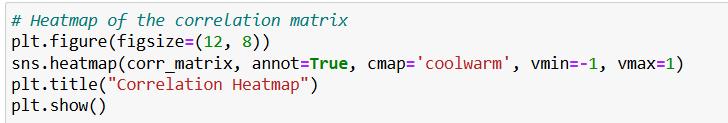 # Heatmap of the correlation matrix
plt.figure(figsize=(12, 8))
sns.heatmap(corr_matrix, annot=True, cmap='coolwarm', vmin=-1, vmax=1)
plt.title("Correlation Heatmap")
plt.show()